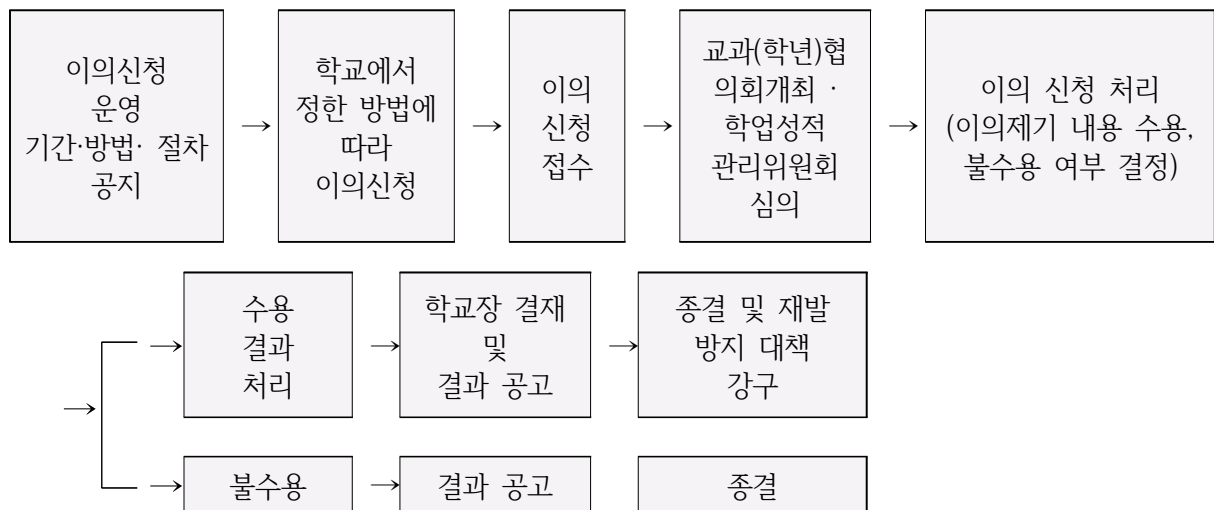 이의신청
운영
기간·방법· 절차
공지
→
학교에서
정한 방법에
따라
이의신청
→
이의
신청
접수
→
교과(학년)협
의회개최 ·
학업성적
관리위원회
심의
→
이의 신청 처리
(이의제기 내용 수용,
불수용 여부 결정)
→
→
수용
결과
처리
→
학교장 결재
및
결과 공고
→
종결 및 재발
방지 대책
강구
→
불수용
→
결과 공고
종결